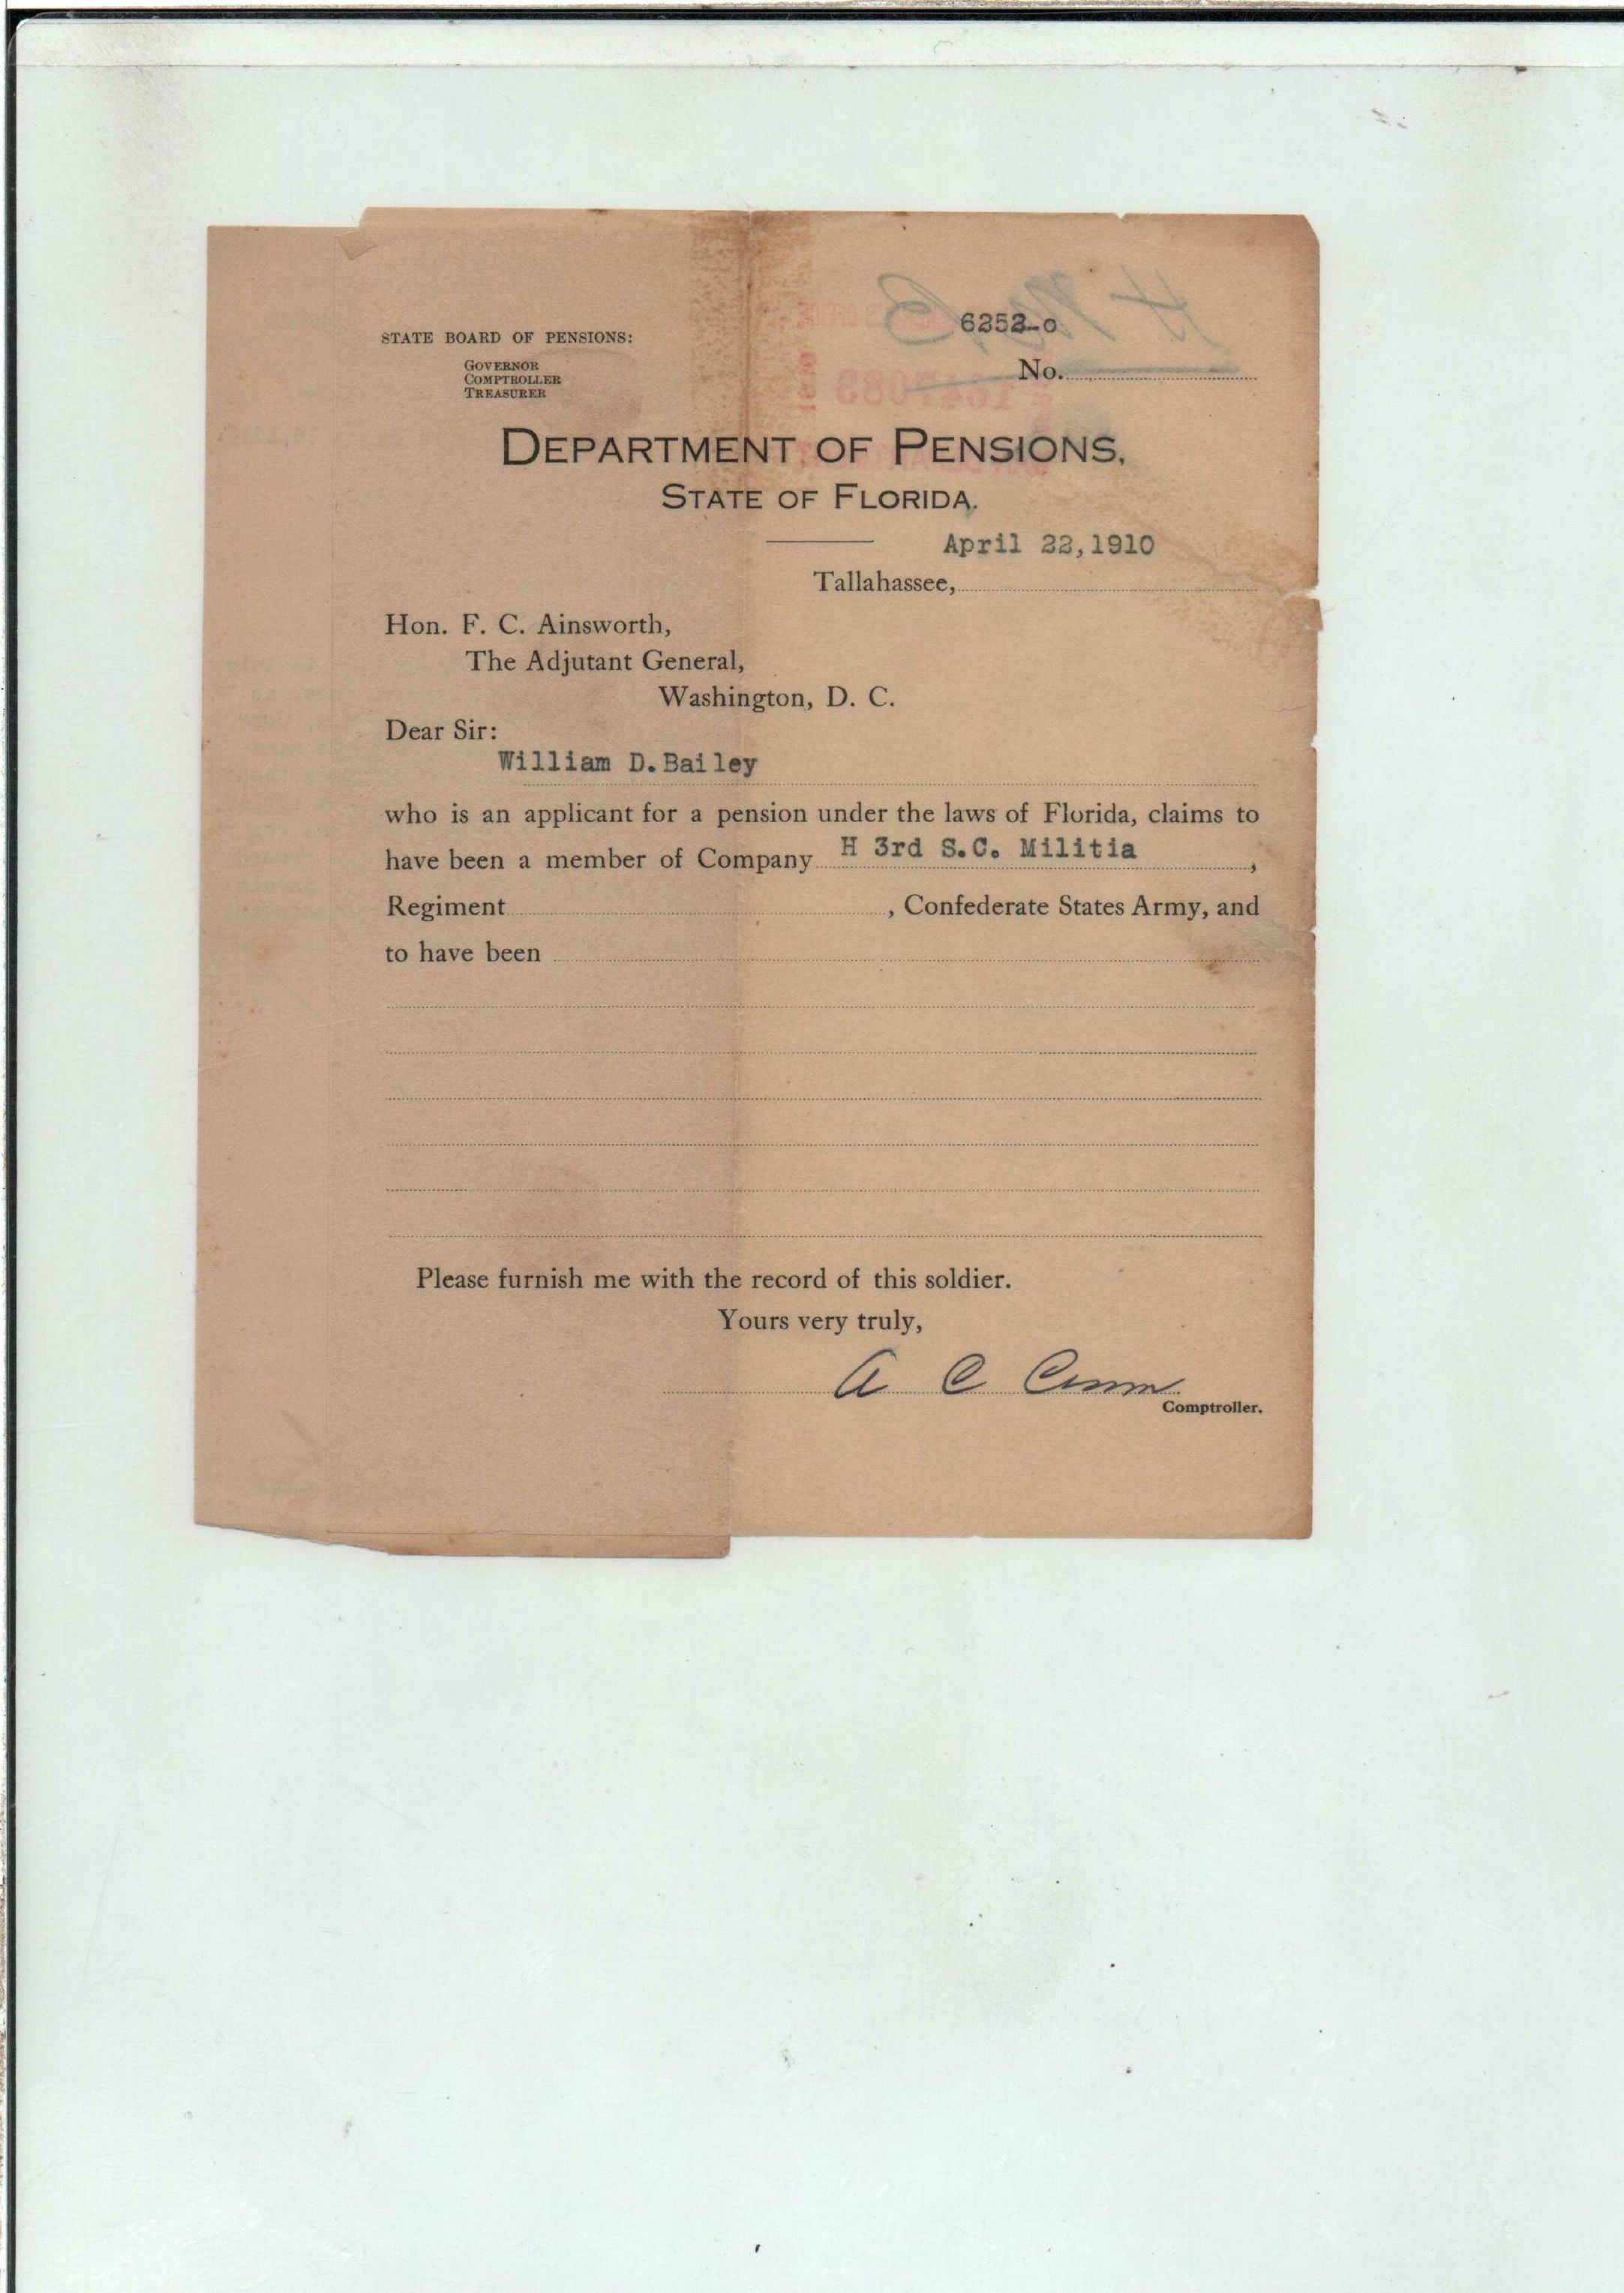 6252-o
STATE BOARD OF PENSIONS:
No.
GOVERNOR
COMPTROLLER
TREASURER
DEPARTMENT OF PENSIONS,
STATE OF FLORIDA.
April 22,1910
Tallahassee,
Hon. F. C. Ainsworth,
The Adjutant General,
Washington, D. C.
Dear Sir:
William D.Bailey
who is an applicant for a pension under the laws of Florida, claims to
have been a member of Company H 3rd S.C. Militia,
Regiment, Confederate States Army, and
to have been
Please furnish me with the record of this soldier.
Yours very truly,
A C
Comptroller.